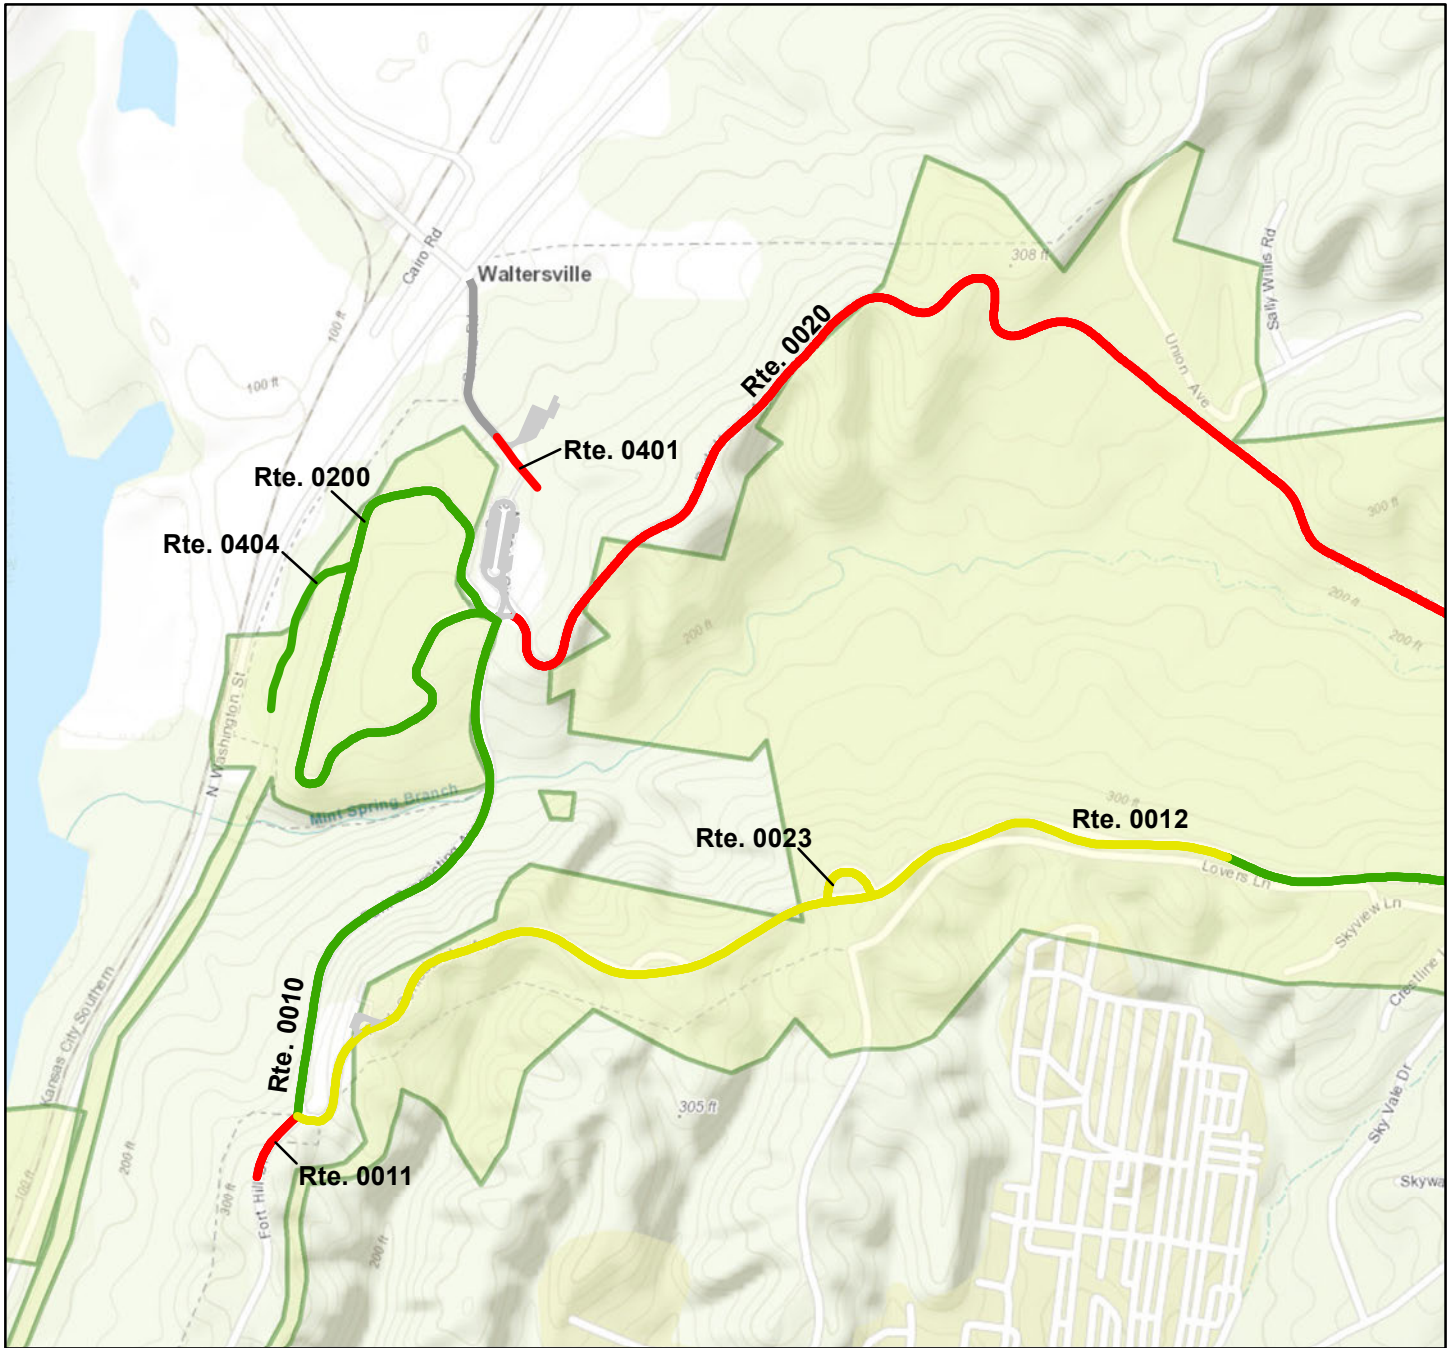 Cairo Rd
Waltersville
308 ft
Sally Willis Rd
100 ft
100 ft
Rte. 0020
Union Ave
Rte. 0401
Rte. 0200
Rte. 0404
300 ft
200 ft
200 ft
200 ft
N Washington St
Mint Spring Branch
300 ft
Rte. 0012
Rte. 0023
Lovers Ln
Skyview Ln
Crestline
Kansas City Southern
Rte. 0010
305 ft
Sky Vale Dr
200 ft
Rte. 0011
100 ft
300 ft
Fort Hill
Skywa
200 ft